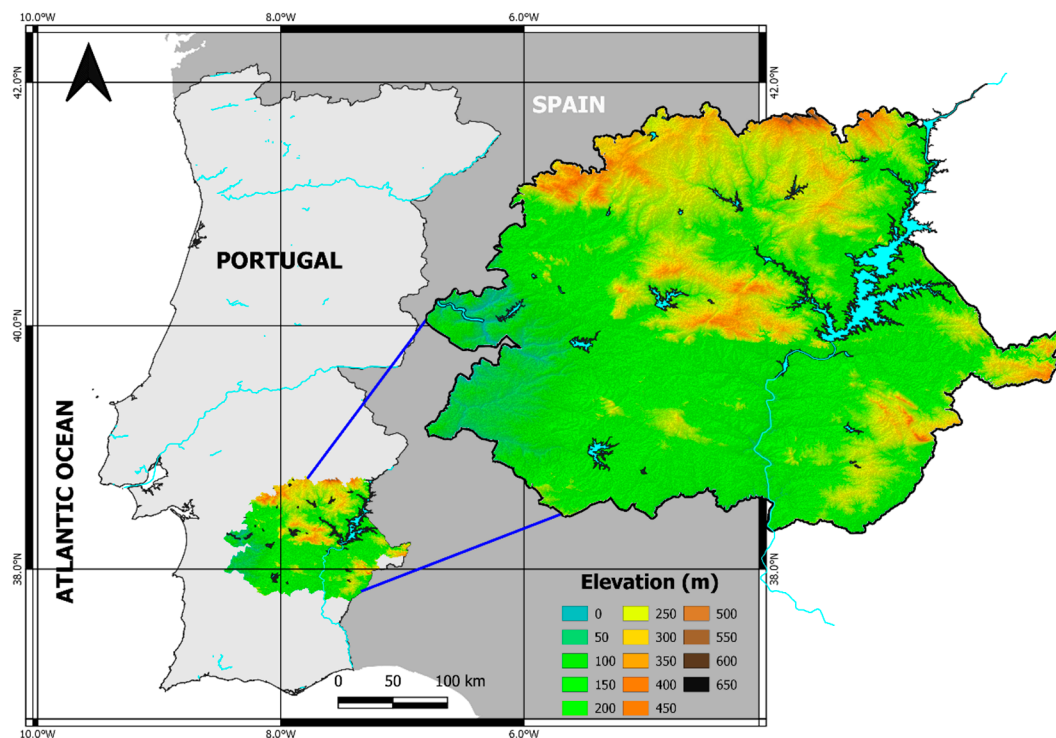 10.0°W 8.0°W 6.0°W
42.0°N 42.0°N
SPAIN
PORTUGAL
40.0°N 40.0°N
ATLANTIC OCEAN
38.0°N 38.0°N
Elevation (m)
0 250 500
50 300 550
100 350 600
150 400 650
200 450
0 50 100 km
10.0°W 8.0°W 6.0°W